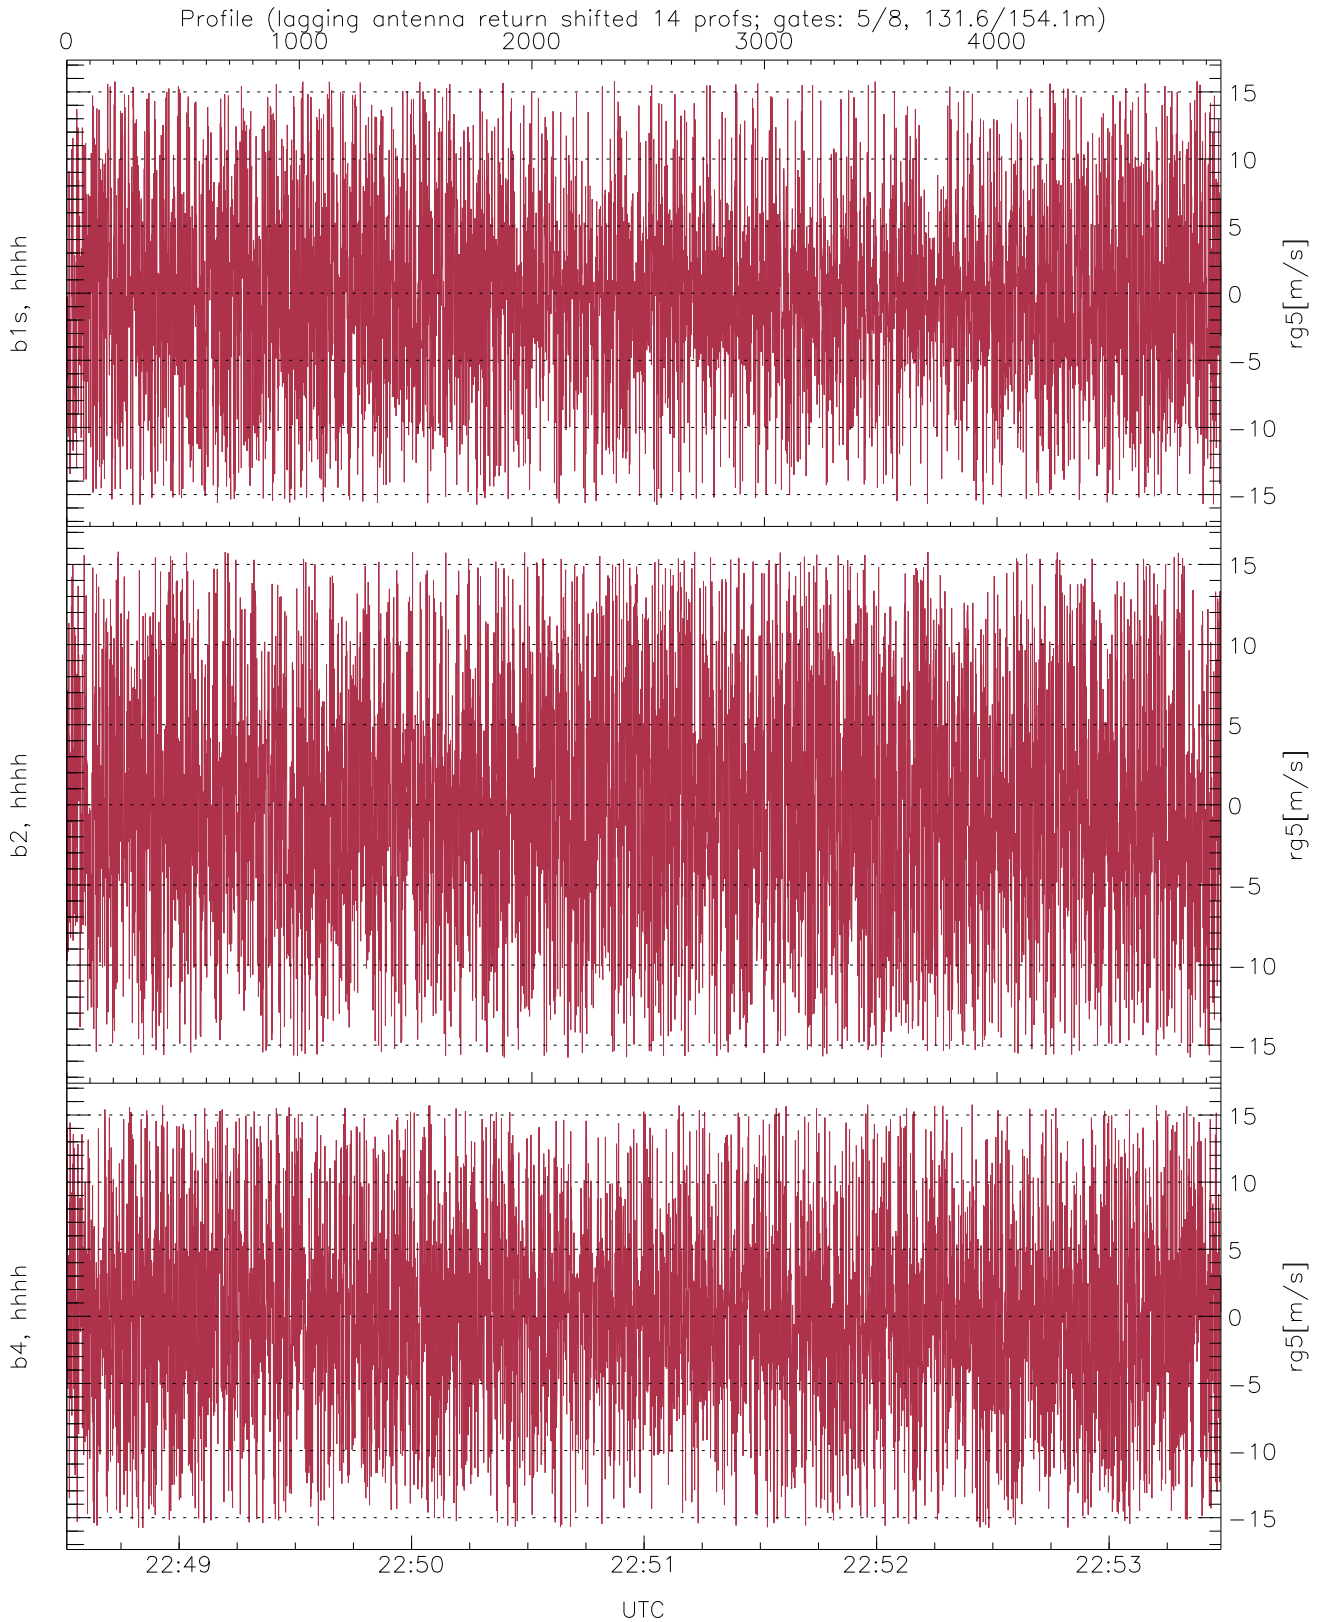 Profile (lagging antenna return shifted 14 profs; gates: 5/8, 131.6/154.1m)
0 1000 2000 3000 4000
15
10
5
0
−5
−10
−15
b1s, hhhh
rg5[m/s]
15
10
5
0
−5
−10
−15
b2, hhhh
rg5[m/s]
15
10
5
0
−5
−10
−15
b4, hhhh
rg5[m/s]
22:49 22:50 22:51 22:52 22:53
UTC